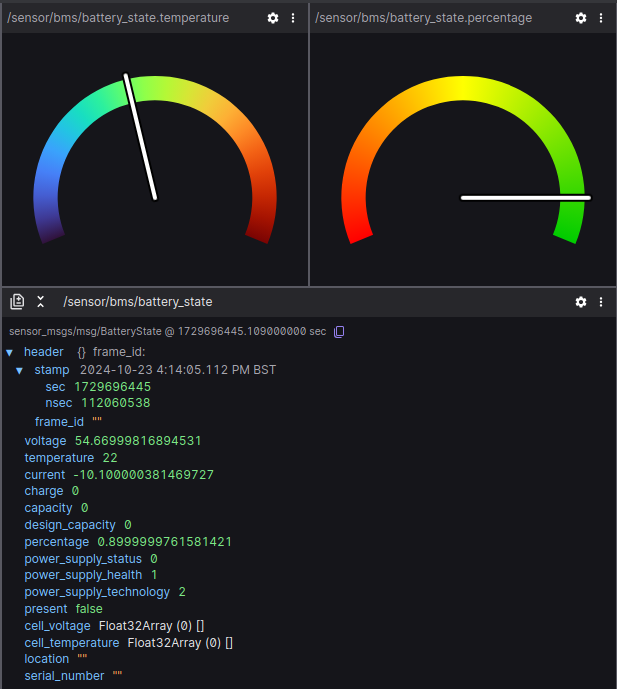 /sensor/bms/battery_state.temperature
/sensor/bms/battery_state.percentage
/sensor/bms/battery_state
sensor_msgs/msg/BatteryState @ 1729696445.109000000 sec
header {} frame_id:
stamp 2024-10-23 4:14:05.112 PM BST
sec 1729696445
nsec 112060538
frame_id ""
voltage 54.66999816894531
temperature 22
current -10.100000381469727
charge 0
capacity 0
design_capacity 0
percentage 0.8999999761581421
power_supply_status 0
power_supply_health 1
power_supply_technology 2
present false
cell_voltage Float32Array (0) []
cell_temperature Float32Array (0) []
location ""
serial_number ""